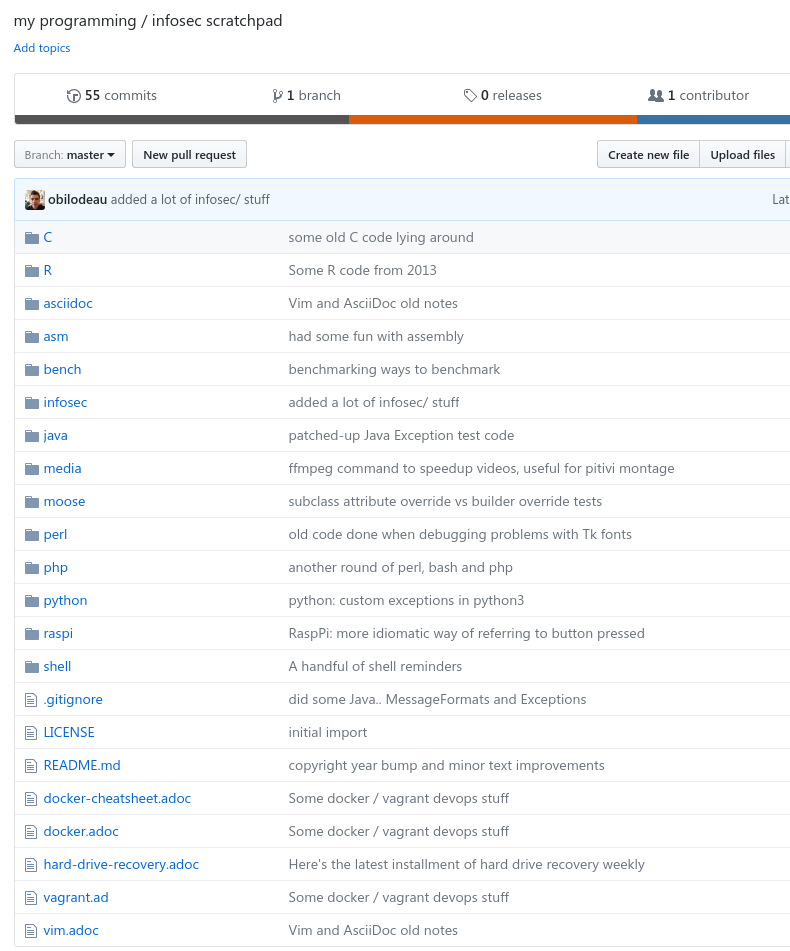 my programming / infosec scratchpad
Add topics
55 commits 1 branch 0 releases 1 contributor
Branch: master New pull request Create new file Upload files
obilodeau added a lot of infosec/ stuff Lat
C some old C code lying around
R Some R code from 2013
asciidoc Vim and AsciiDoc old notes
asm had some fun with assembly
bench benchmarking ways to benchmark
infosec added a lot of infosec/ stuff
java patched-up Java Exception test code
media ffmpeg command to speedup videos, useful for pitivi montage
moose subclass attribute override vs builder override tests
perl old code done when debugging problems with Tk fonts
php another round of perl, bash and php
python python: custom exceptions in python3
raspi RaspPi: more idiomatic way of referring to button pressed
shell A handful of shell reminders
.gitignore did some Java.. MessageFormats and Exceptions
LICENSE initial import
README.md copyright year bump and minor text improvements
docker-cheatsheet.adoc Some docker / vagrant devops stuff
docker.adoc Some docker / vagrant devops stuff
hard-drive-recovery.adoc Here's the latest installment of hard drive recovery weekly
vagrant.ad Some docker / vagrant devops stuff
vim.adoc Vim and AsciiDoc old notes